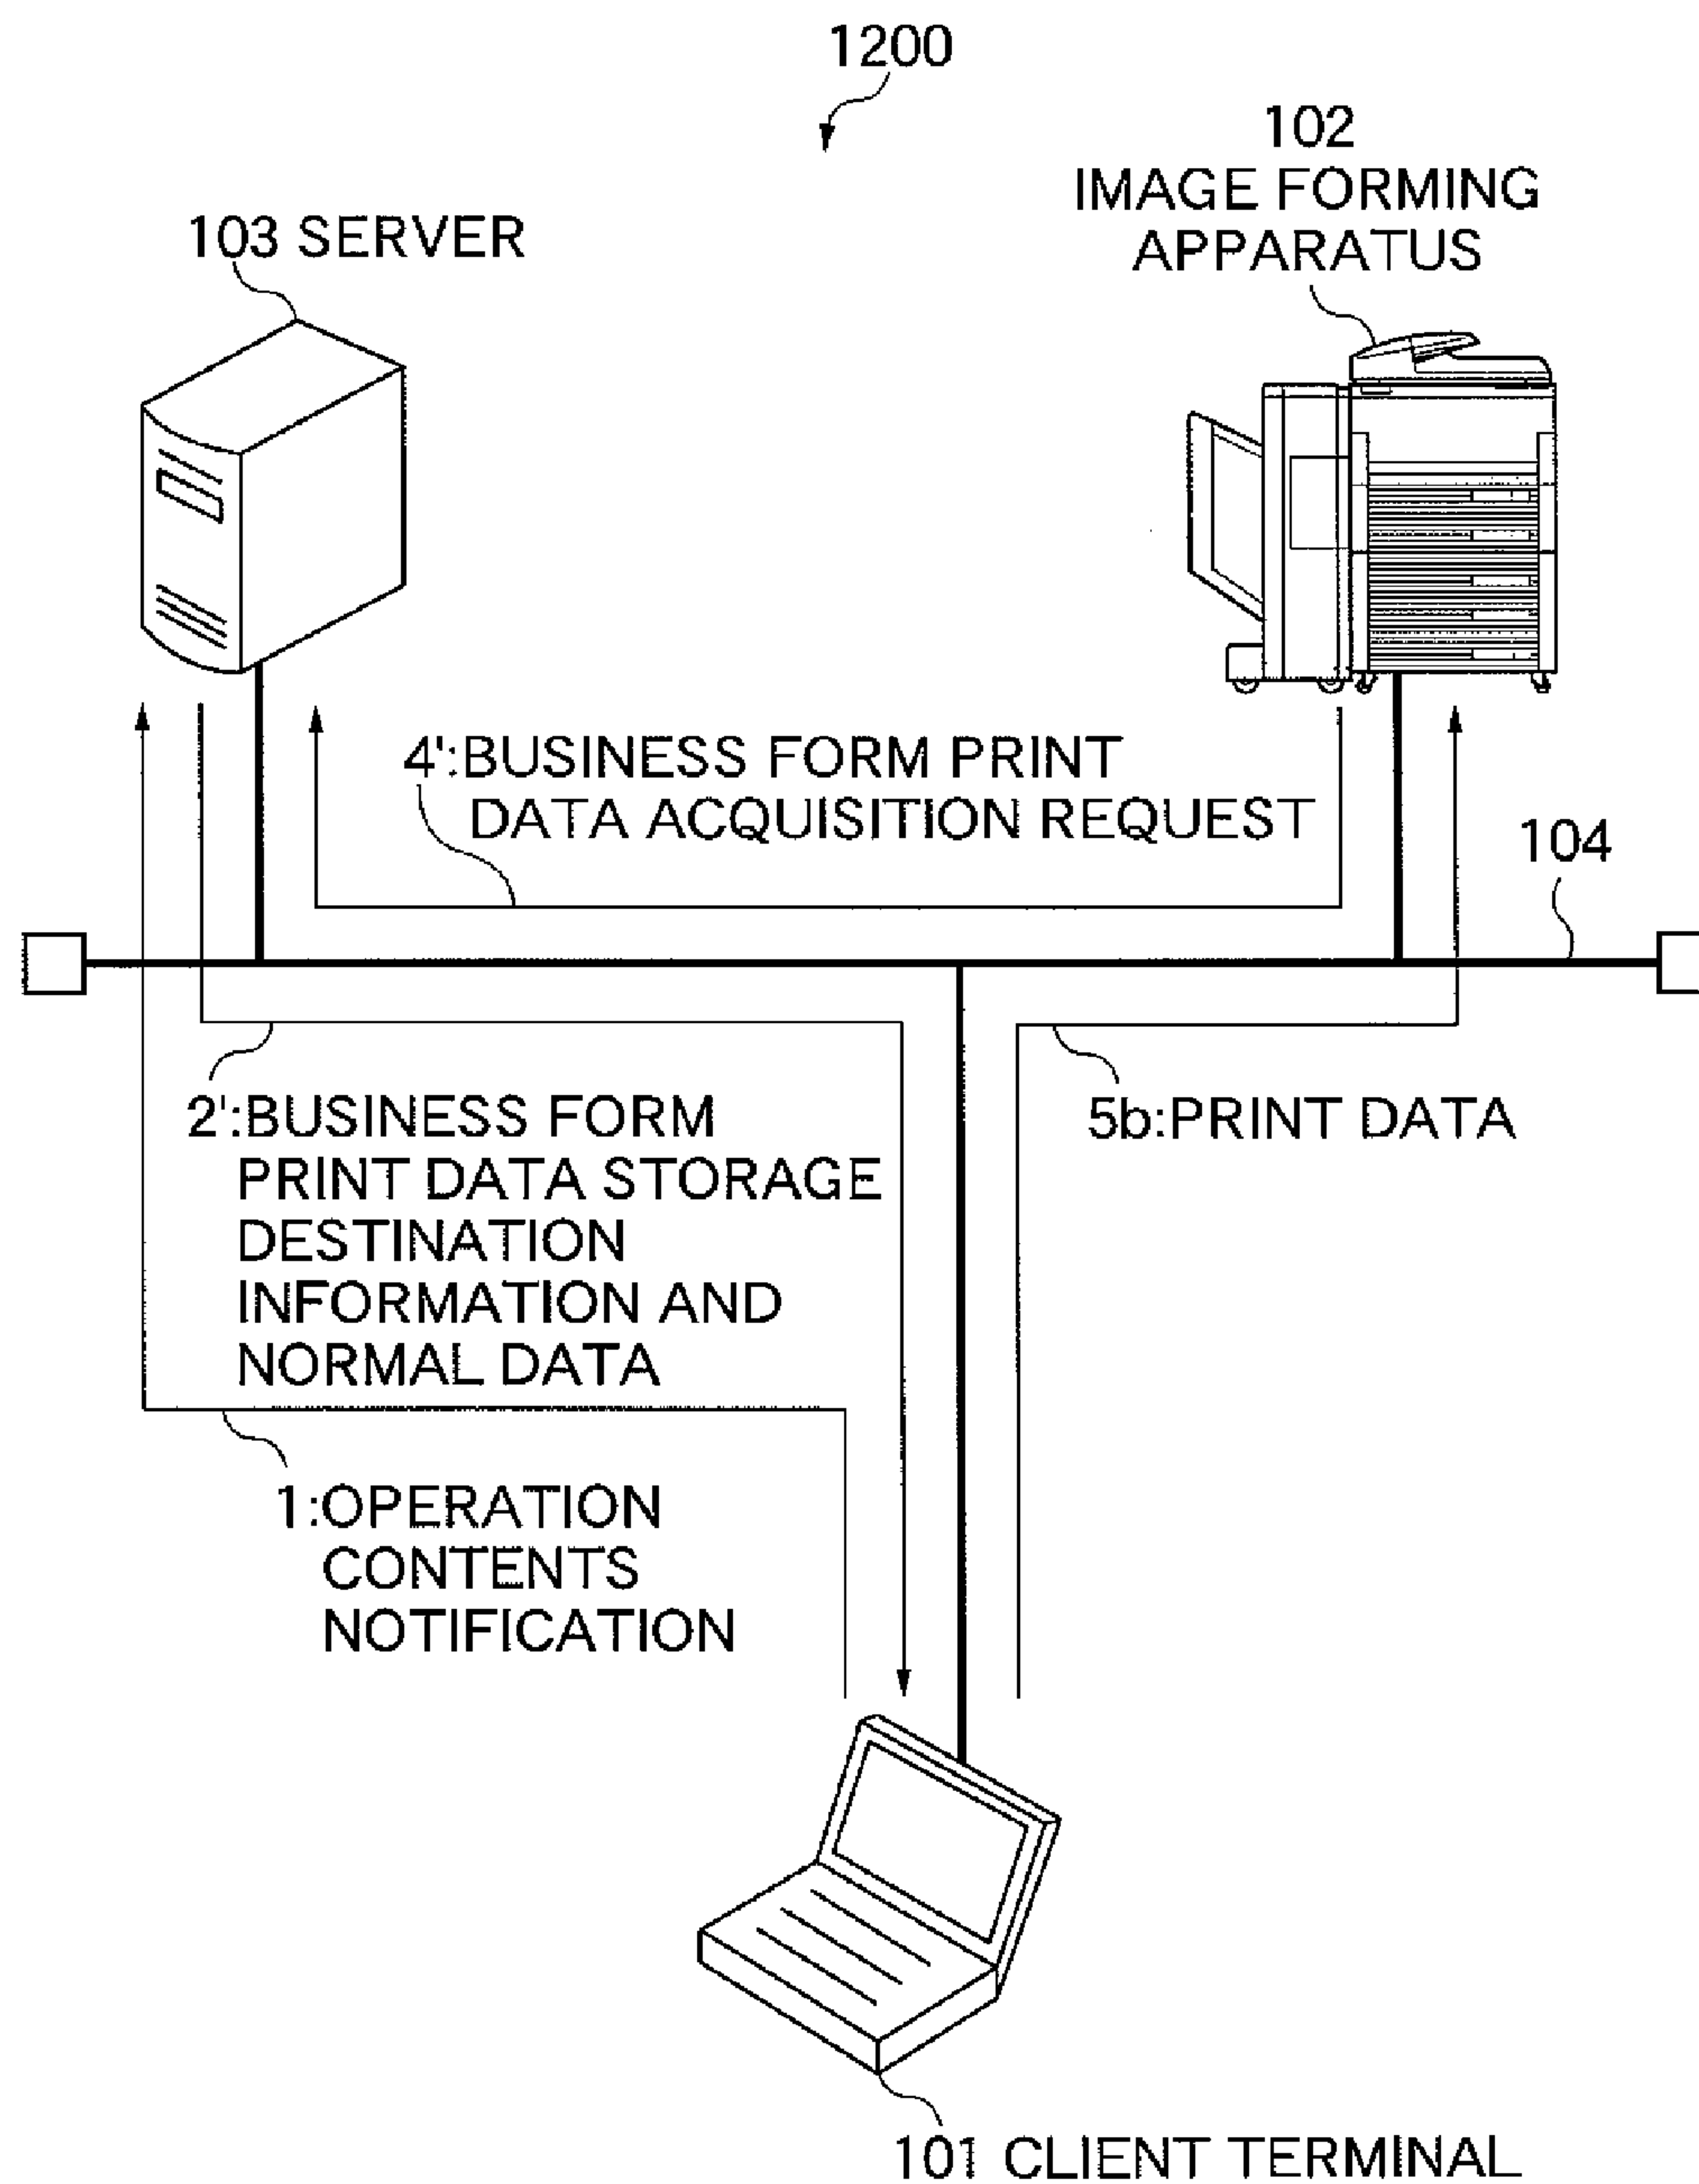 1200
102
IMAGE FORMING
APPARATUS
103 SERVER
4':BUSINESS FORM PRINT
DATA ACQUISITION REQUEST
104
2':BUSINESS FORM
PRINT DATA STORAGE
DESTINATION
INFORMATION AND
NORMAL DATA
5b:PRINT DATA
1:OPERATION
CONTENTS
NOTIFICATION
101 CLIENT TERMINAL